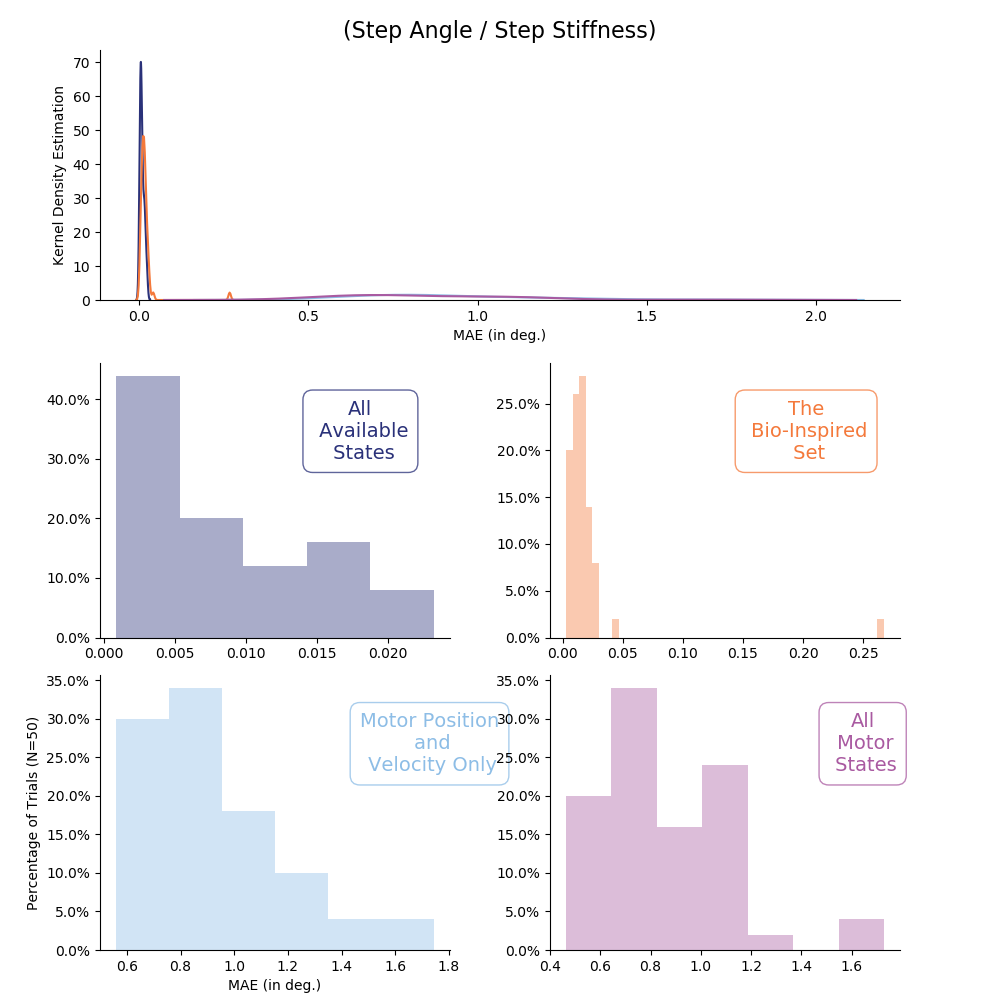 (Step Angle / Step Stiffness)
70
60
50
40
30
20
10
0
Kernel Density Estimation
0.0 0.5 1.0 1.5 2.0
MAE (in deg.)
40.0%
30.0%
20.0%
10.0%
0.0%
All
Available
States
0.000 0.005 0.010 0.015 0.020
25.0%
20.0%
15.0%
10.0%
5.0%
0.0%
The
Bio-Inspired
Set
0.00 0.05 0.10 0.15 0.20 0.25
35.0%
30.0%
25.0%
20.0%
15.0%
10.0%
5.0%
0.0%
Percentage of Trials (N=50)
Motor Position
and
Velocity Only
0.6 0.8 1.0 1.2 1.4 1.6 1.8
MAE (in deg.)
35.0%
30.0%
25.0%
20.0%
15.0%
10.0%
5.0%
0.0%
All
Motor
States
0.4 0.6 0.8 1.0 1.2 1.4 1.6